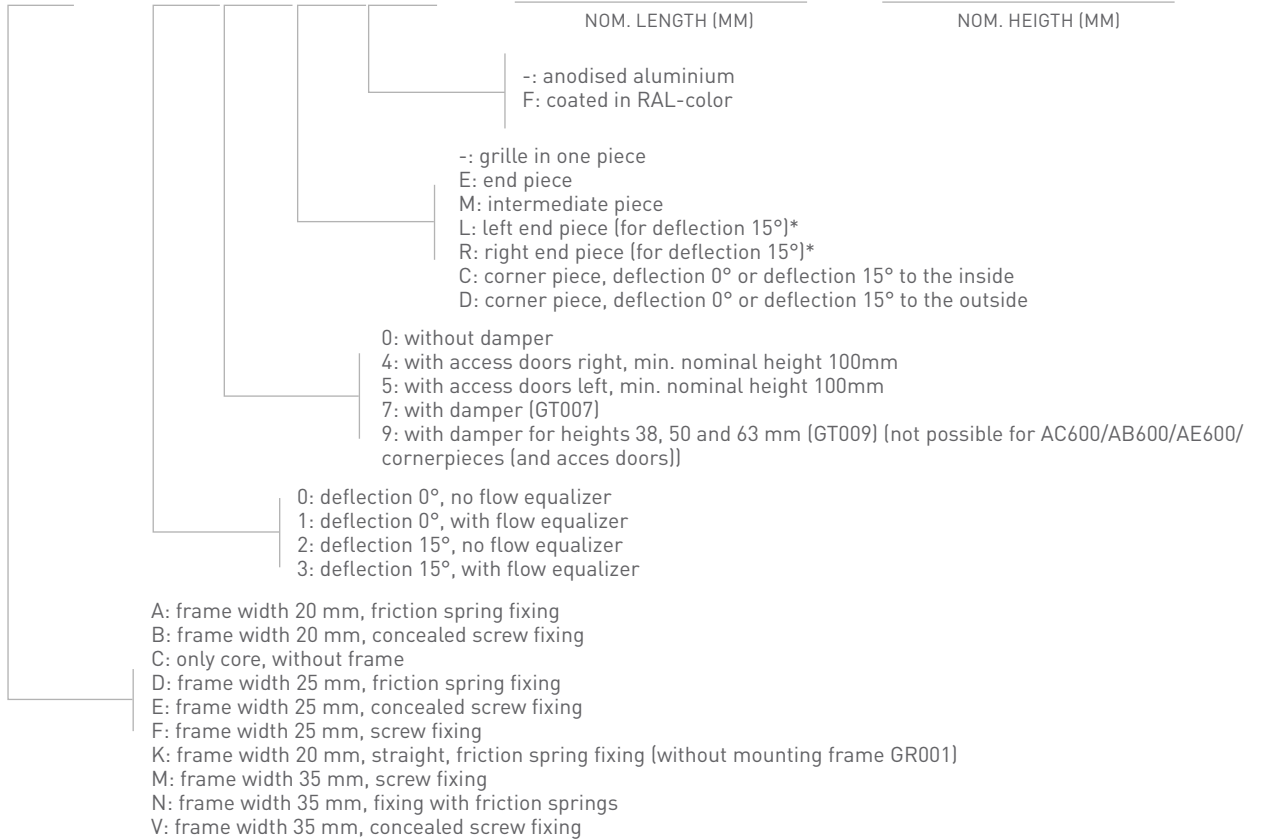 NOM. LENGTH (MM)
NOM. HEIGTH (MM)
-: anodised aluminium
F: coated in RAL-color
-: grille in one piece
E: end piece
M: intermediate piece
L: left end piece (for deflection 15°)*
R: right end piece (for deflection 15°)*
C: corner piece, deflection 0° or deflection 15° to the inside
D: corner piece, deflection 0° or deflection 15° to the outside
0: without damper
4: with access doors right, min. nominal height 100mm
5: with access doors left, min. nominal height 100mm
7: with damper (GT007)
9: with damper for heights 38, 50 and 63 mm (GT009) (not possible for AC600/AB600/AE600/
cornerpieces (and acces doors))
0: deflection 0°, no flow equalizer
1: deflection 0°, with flow equalizer
2: deflection 15°, no flow equalizer
3: deflection 15°, with flow equalizer
A: frame width 20 mm, friction spring fixing
B: frame width 20 mm, concealed screw fixing
C: only core, without frame
D: frame width 25 mm, friction spring fixing
E: frame width 25 mm, concealed screw fixing
F: frame width 25 mm, screw fixing
K: frame width 20 mm, straight, friction spring fixing (without mounting frame GR001)
M: frame width 35 mm, screw fixing
N: frame width 35 mm, fixing with friction springs
V: frame width 35 mm, concealed screw fixing